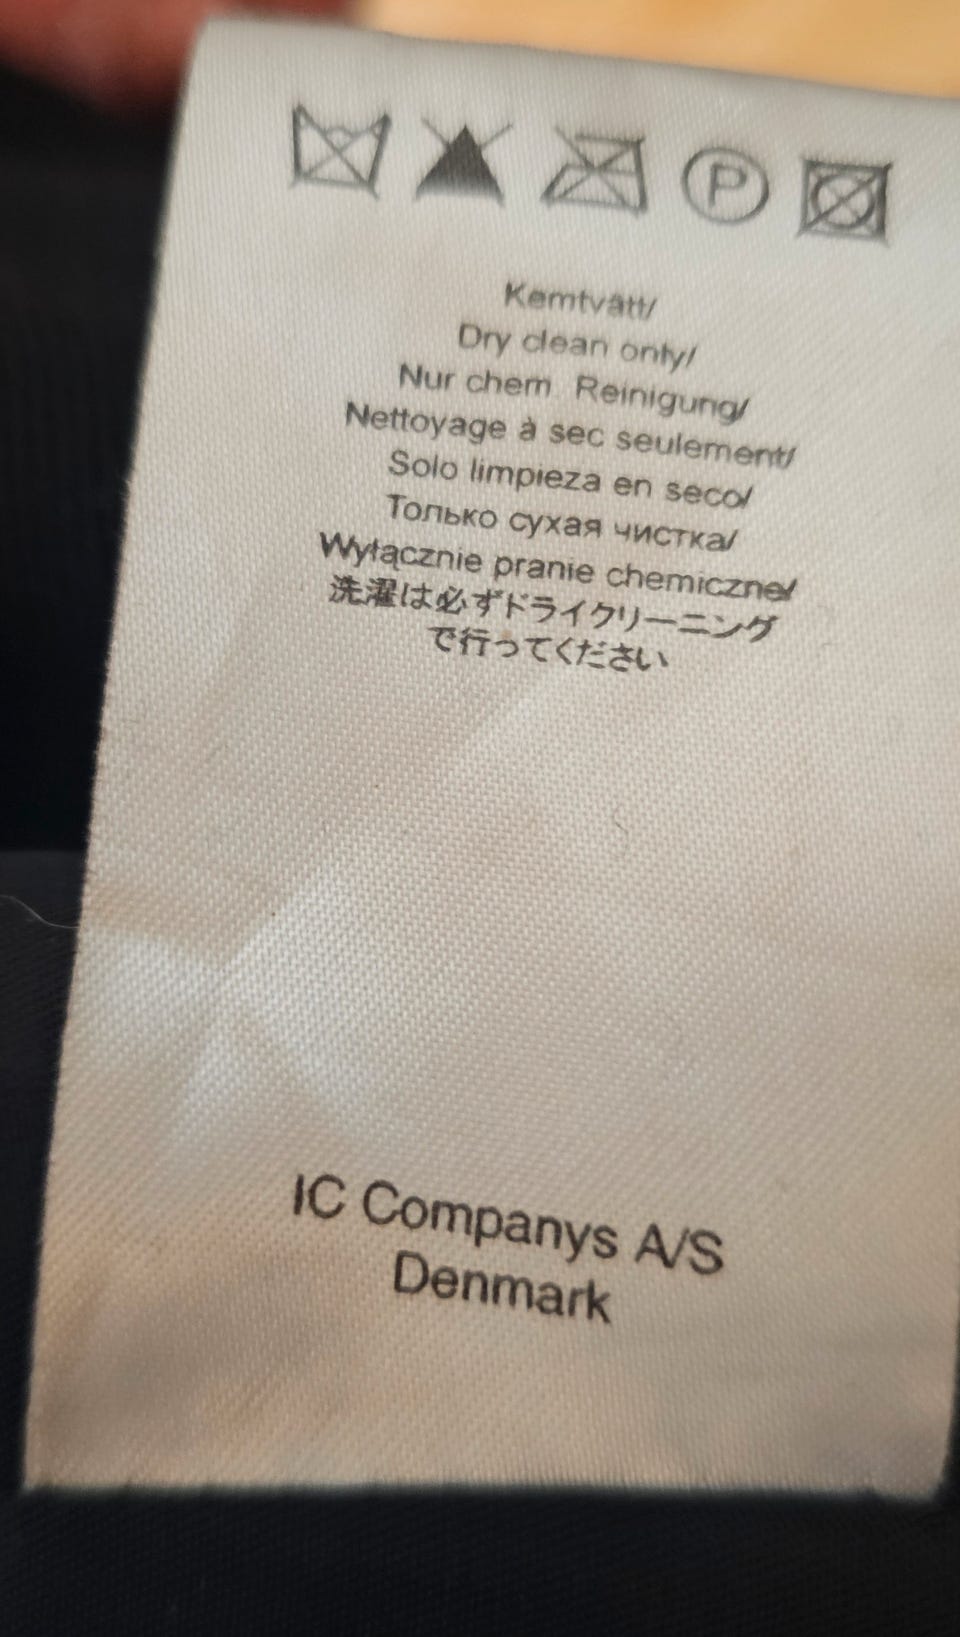 P
Kemtvätt/
Dry clean only/
Nur chem Reinigung/
Nettoyage à sec seulement/
Solo limpieza en seco/
Только сухая чистка/
Wyłącznie pranie chemiczne/
洗濯は必ずドライクリーニング
で行ってください
IC Companys A/S
Denmark